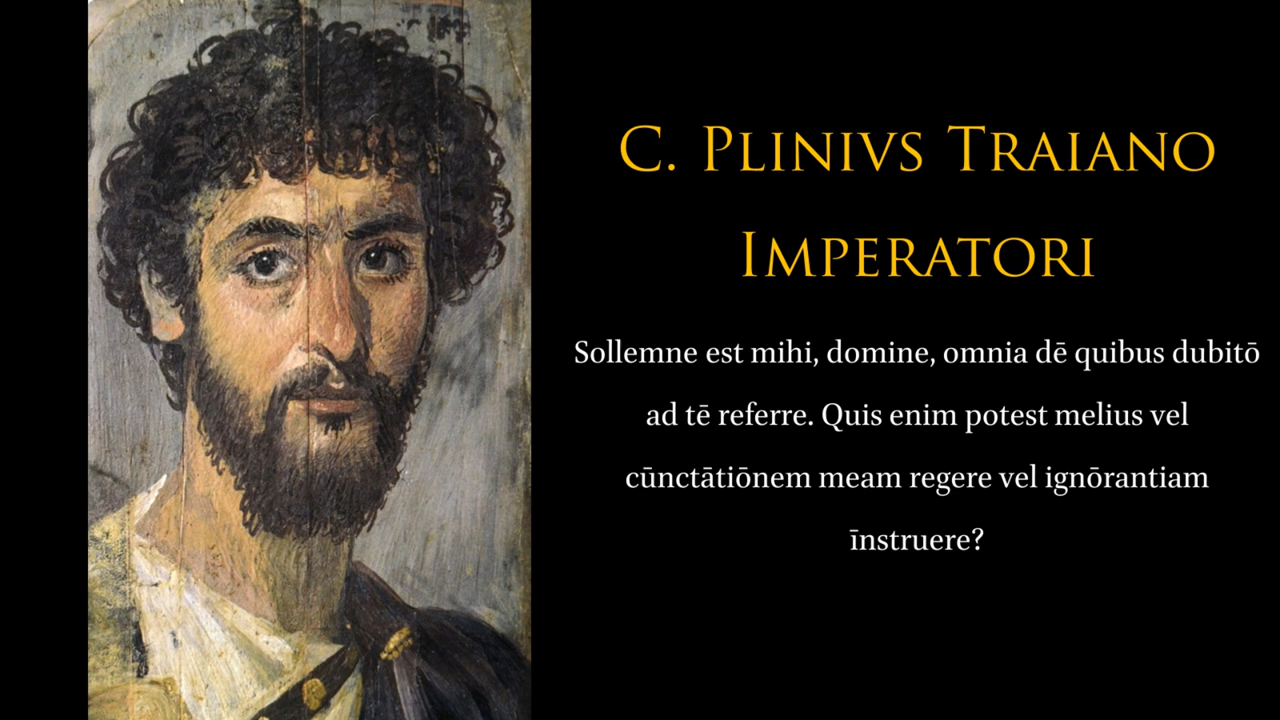 C. PLINIVS TRAIANO
IMPERATORI
Sollemne est mihi, domine, omnia dē quibus dubitō
ad tē referre. Quis enim potest melius vel
cūnctātiōnem meam regere vel ignōrantiam
īnstruere?